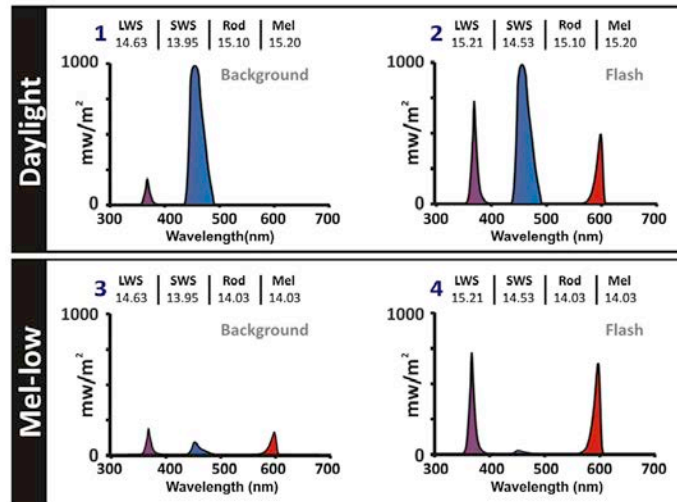 Daylight
1
LWS SWS Rod Mel
14.63 13.95 15.10 15.20
Background
1000
mw/m²
0
300 400 500 600 700
Wavelength(nm)
2
LWS SWS Rod Mel
15.21 14.53 15.10 15.20
Flash
1000
mw/m²
0
300 400 500 600 700
Wavelength(nm)
Mel-low
3
LWS SWS Rod Mel
14.63 13.95 14.03 14.03
Background
1000
mw/m²
0
300 400 500 600 700
Wavelength (nm)
4
LWS SWS Rod Mel
15.21 14.53 14.03 14.03
Flash
1000
mw/m²
0
300 400 500 600 700
Wavelength (nm)